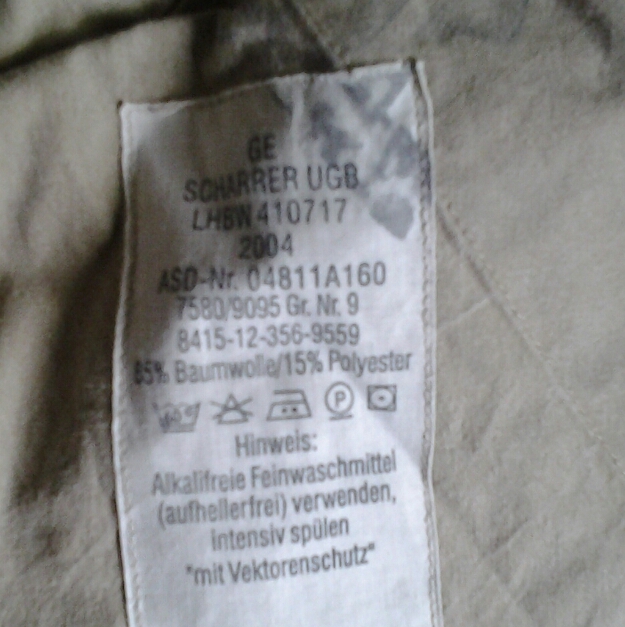 GE
SCHARRER UGB
LHBW 410717
2004
ASD-Nr. 04811A160
7580/9095 Gr. Nr. 9
8415-12-356-9559
85% Baumwolle/15% Polyester
P
Hinweis:
Alkalifreie Feinwaschmittel
(aufhellerfrei) verwenden,
intensiv spülen
"mit Vektorenschutz"